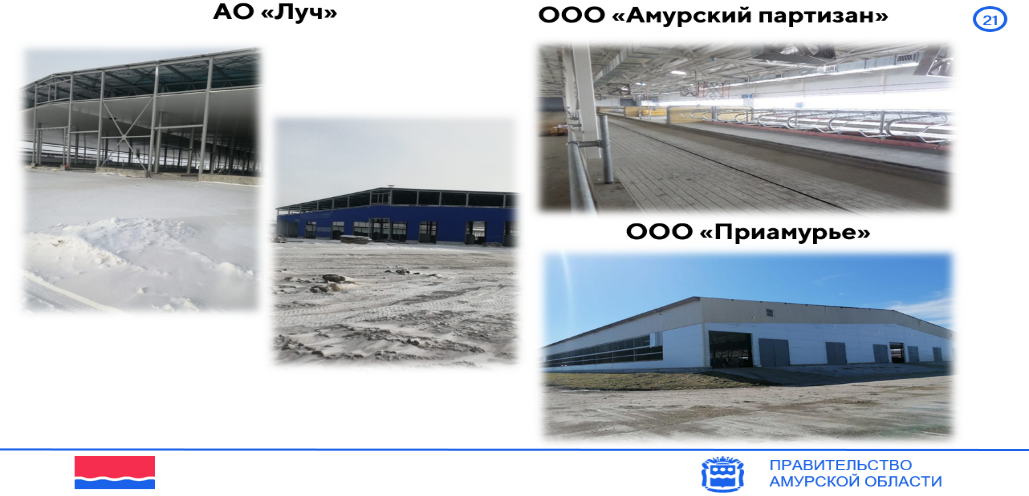 АО «Луч»
ООО «Амурский партизан»
21
ООО «Приамурье»
ПРАВИТЕЛЬСТВО
АМУРСКОЙ ОБЛАСТИ